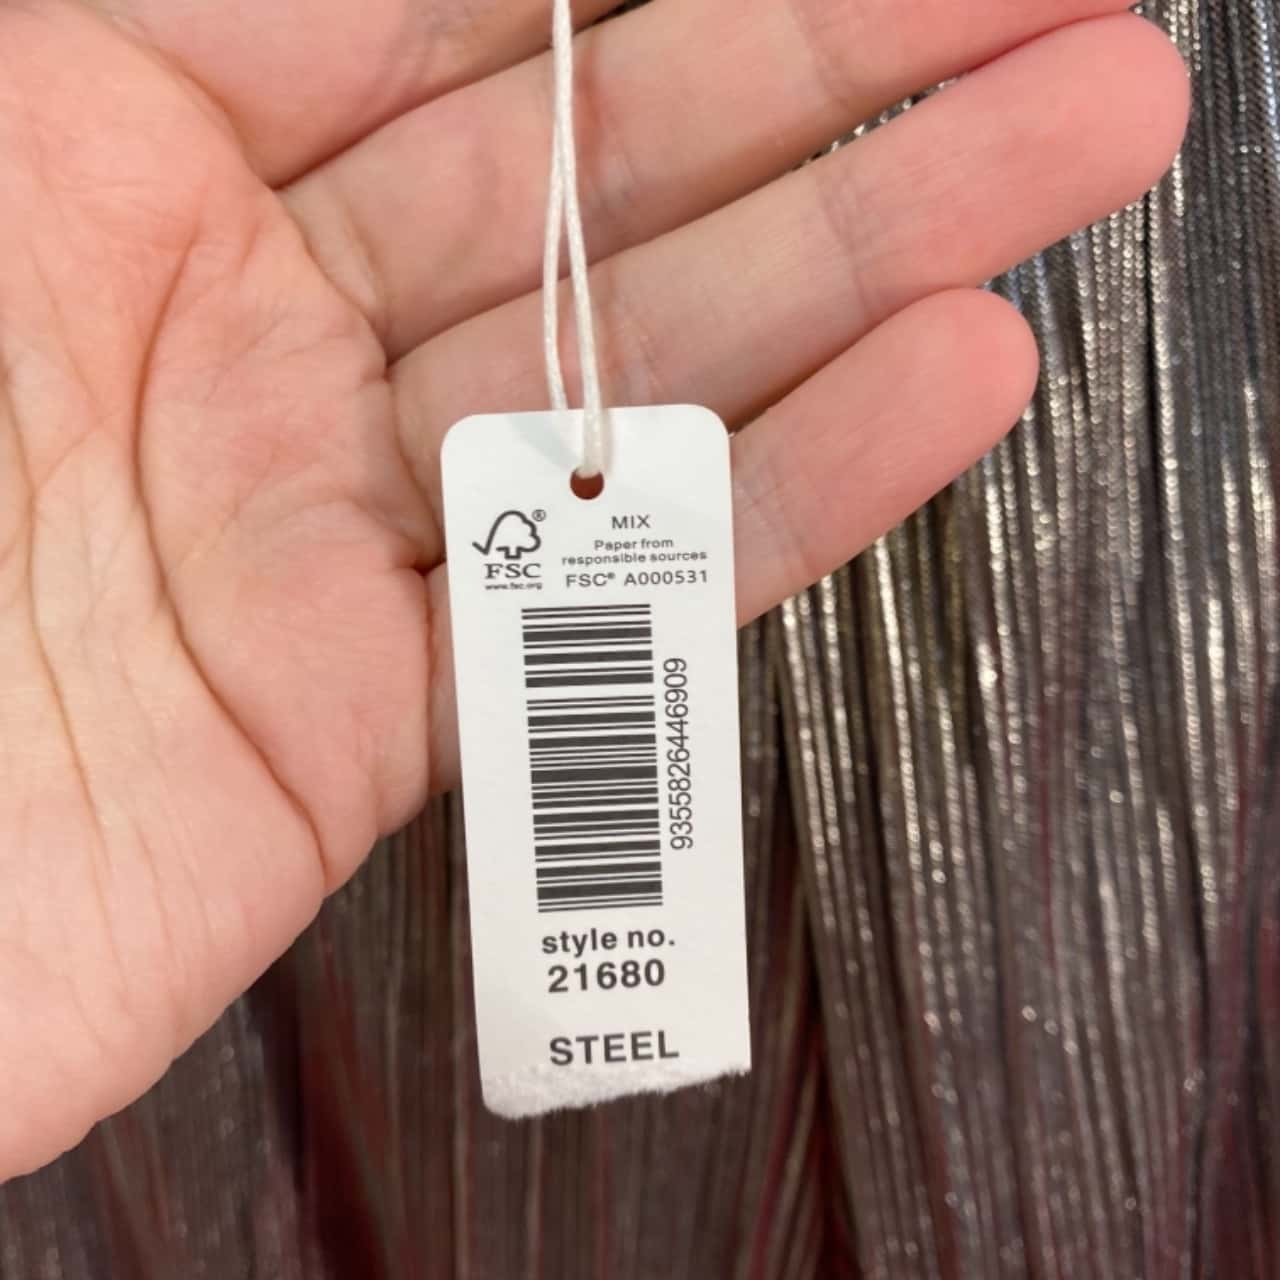 ®
FSC
www.fsc.org
MIX
Paper from
responsible sources
FSC® A000531
9355826446909
style no.
21680
STEEL